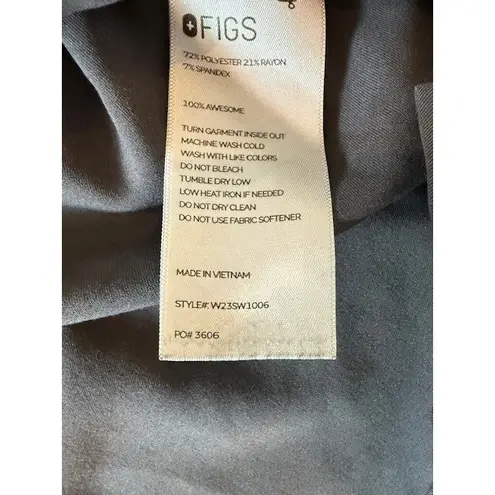 FIGS
72% POLYESTER 21% RAYON
7% SPANDEX
100% AWESOME
TURN GARMENT INSIDE OUT
MACHINE WASH COLD
WASH WITH LIKE COLORS
DO NOT BLEACH
TUMBLE DRY LOW
LOW HEAT IRON IF NEEDED
DO NOT DRY CLEAN
DO NOT USE FABRIC SOFTENER
MADE IN VIETNAM
STYLE#: W23SW1006
PO# 3606